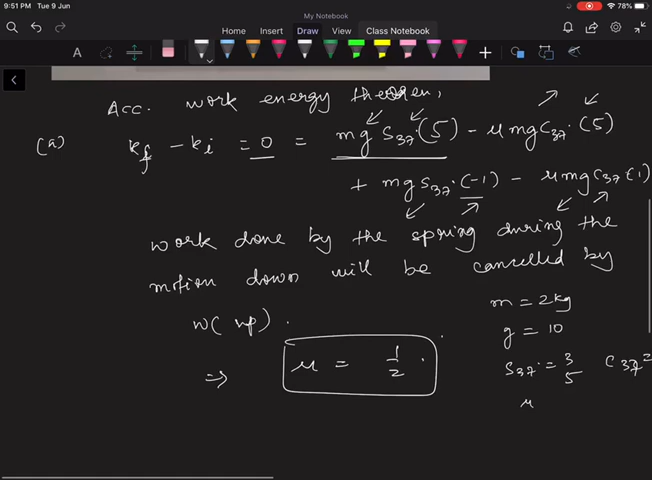 9:51 PM Tue 9 Jun
78%
My Notebook
Home Insert Draw View Class Notebook
Acc. work energy theorem,
(a) kf - ki = 0 = mg S37° (5) - μmg C37° (5)
+ mg S37° (-1) - μmg C37° (1)
work done by the spring during the
motion down will be cancelled by
W( up) .
m = 2kg
g = 10
⇒ μ = 1/2 .
S37° = 3/5 C37° =
μ